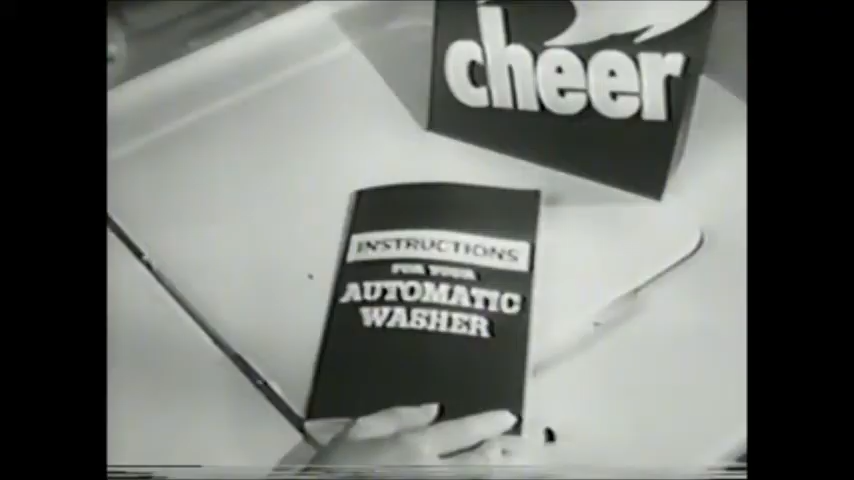 cheer
INSTRUCTIONS
FOR YOUR
AUTOMATIC
WASHER